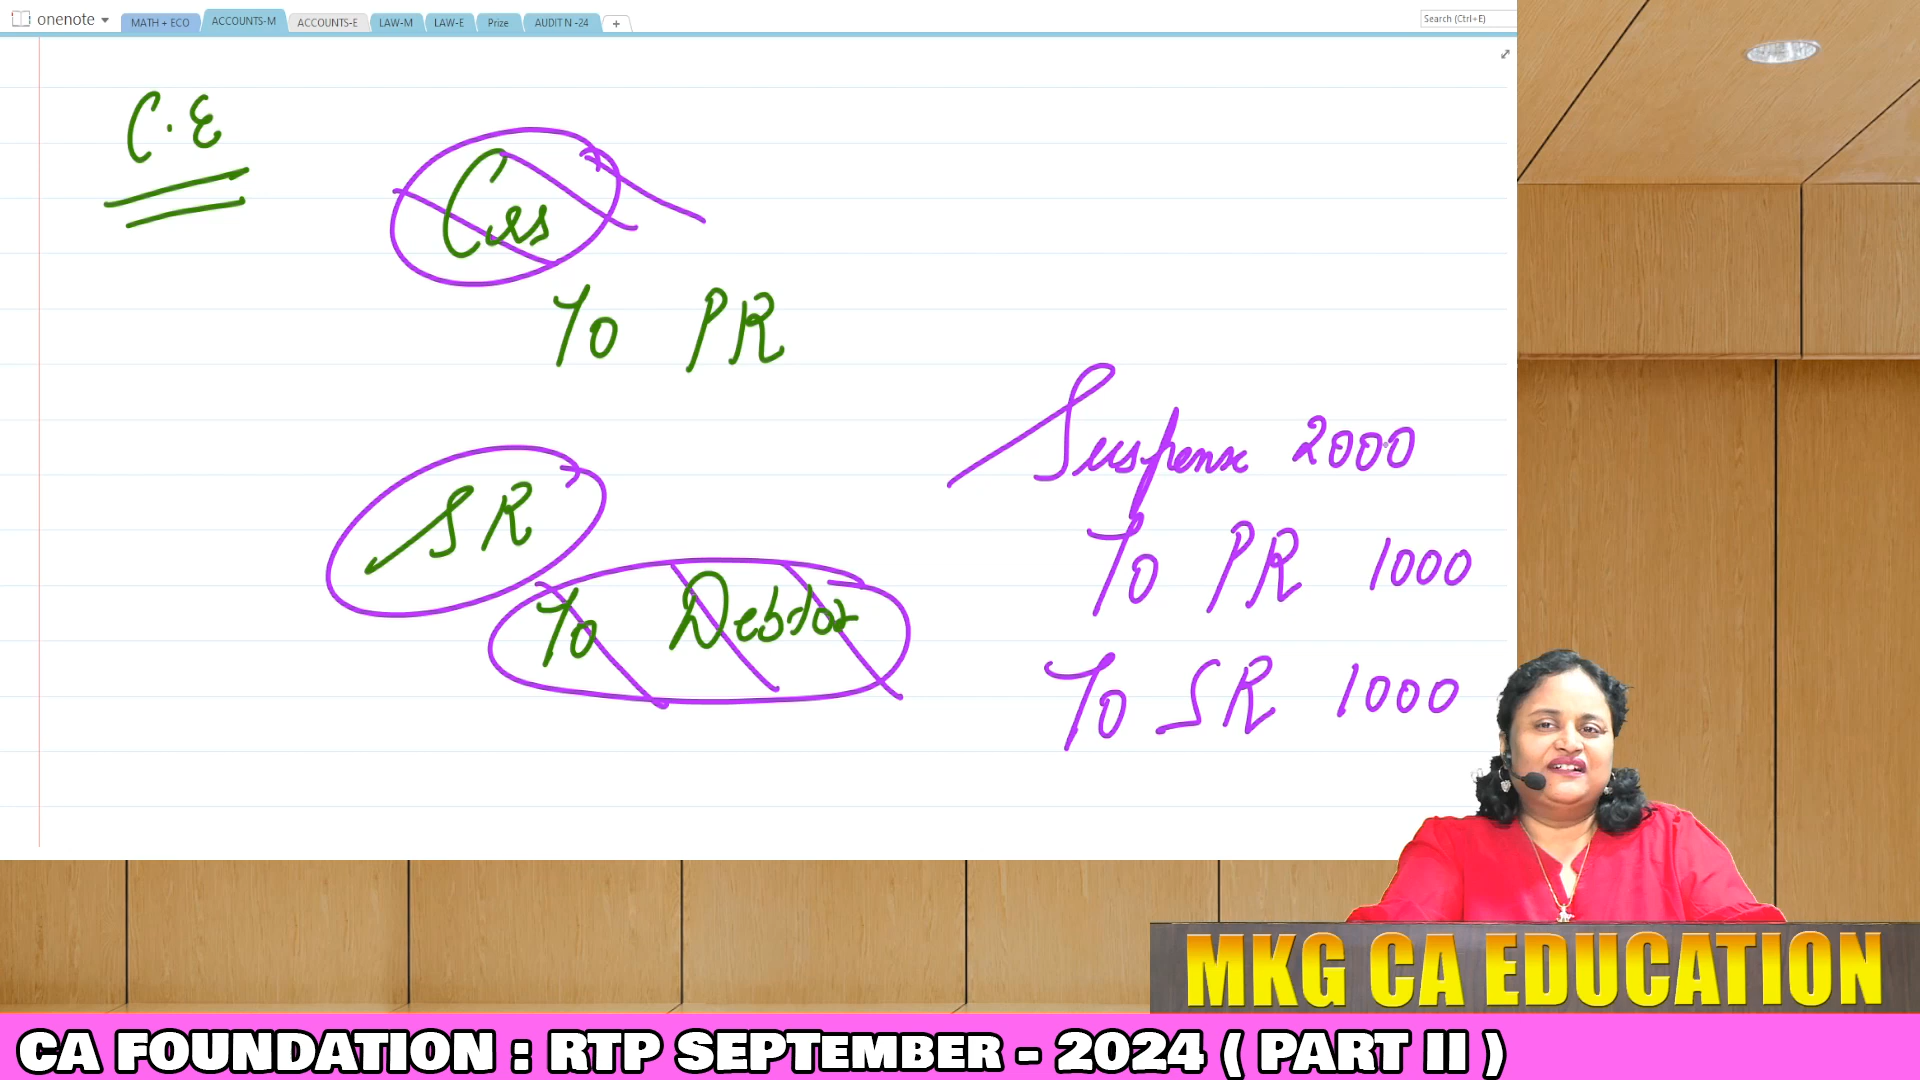 onenote
MATH + ECO
ACCOUNTS-M
ACCOUNTS-E
LAW-M
LAW-E
Prize
AUDIT N -24
+
Search (Ctrl+E)
C.E
Crs
To PR
SR
To Debtor
Suspense 2000
To PR 1000
To SR 1000
MKG CA EDUCATION
CA FOUNDATION : RTP SEPTEMBER - 2024 ( PART II )